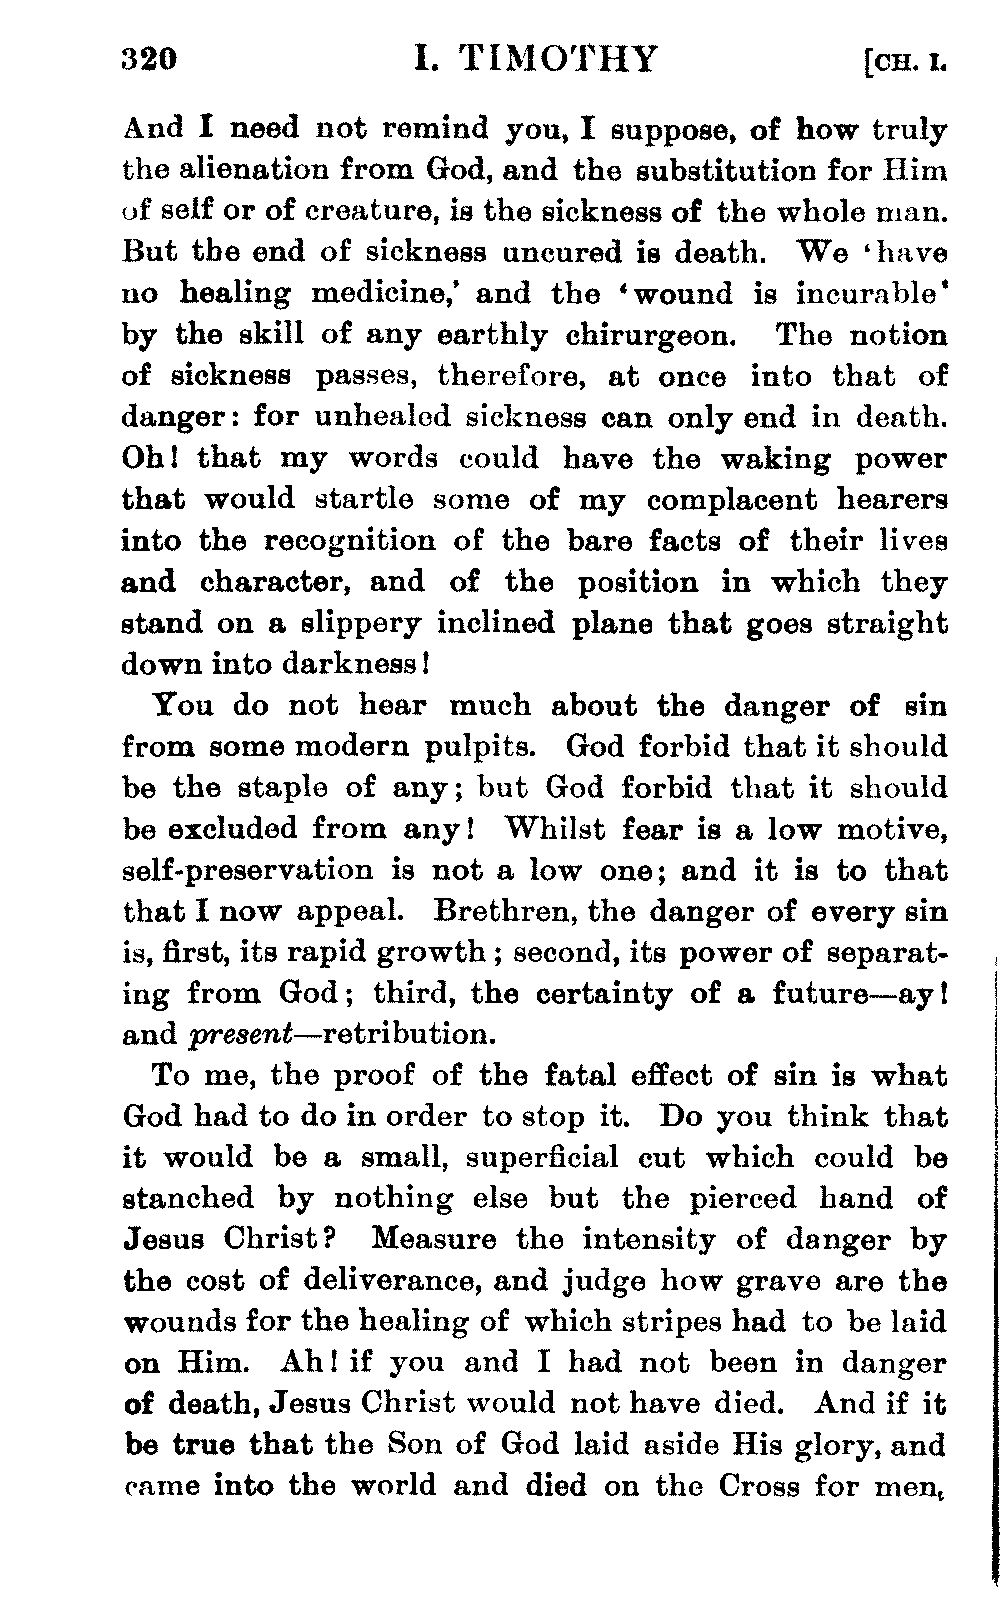 320 I. TIMOTHY [CH. I.
And I need not remind you, I suppose, of how truly
the alienation from God, and the substitution for Him
of self or of creature, is the sickness of the whole man.
But the end of sickness uncured is death. We ‘have
no healing medicine,’ and the ‘wound is incurable’
by the skill of any earthly chirurgeon. The notion
of sickness passes, therefore, at once into that of
danger: for unhealed sickness can only end in death.
Oh! that my words could have the waking power
that would startle some of my complacent hearers
into the recognition of the bare facts of their lives
and character, and of the position in which they
stand on a slippery inclined plane that goes straight
down into darkness!
You do not hear much about the danger of sin
from some modern pulpits. God forbid that it should
be the staple of any; but God forbid that it should
be excluded from any! Whilst fear is a low motive,
self-preservation is not a low one; and it is to that
that I now appeal. Brethren, the danger of every sin
is, first, its rapid growth; second, its power of separat-
ing from God; third, the certainty of a future—ay!
and present—retribution.
To me, the proof of the fatal effect of sin is what
God had to do in order to stop it. Do you think that
it would be a small, superficial cut which could be
stanched by nothing else but the pierced hand of
Jesus Christ? Measure the intensity of danger by
the cost of deliverance, and judge how grave are the
wounds for the healing of which stripes had to be laid
on Him. Ah! if you and I had not been in danger
of death, Jesus Christ would not have died. And if it
be true that the Son of God laid aside His glory, and
came into the world and died on the Cross for men,